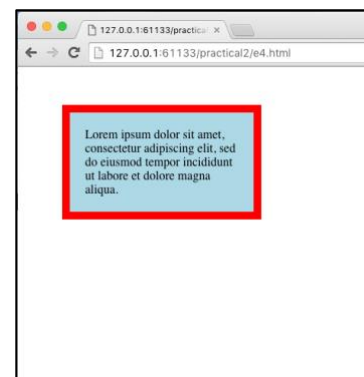 127.0.0.1:61133/practica
127.0.0.1:61133/practical2/e4.html
Lorem ipsum dolor sit amet,
consectetur adipiscing elit, sed
do eiusmod tempor incididunt
ut labore et dolore magna
aliqua.